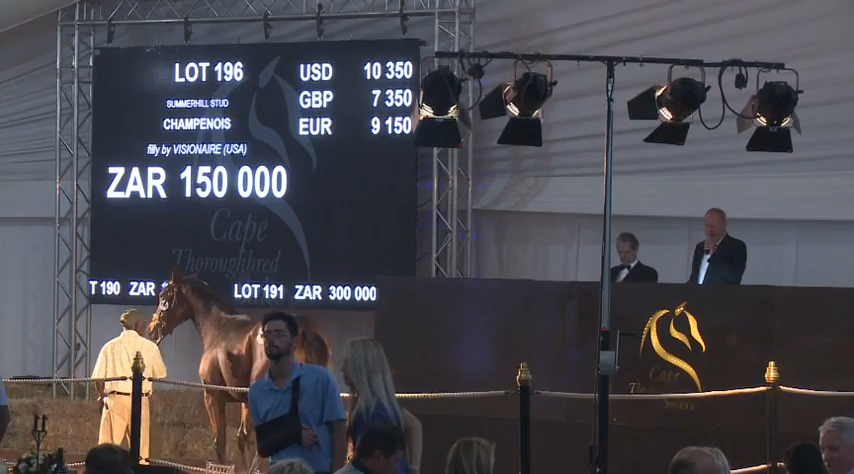 LOT 196 USD 10 350
SUMMERHILL STUD GBP 7 350
CHAMPENOIS EUR 9 150
filly by VISIONAIRE (USA)
ZAR 150 000
Cape
Thoroughbred
T 190 ZAR LOT 191 ZAR 300 000
Cape